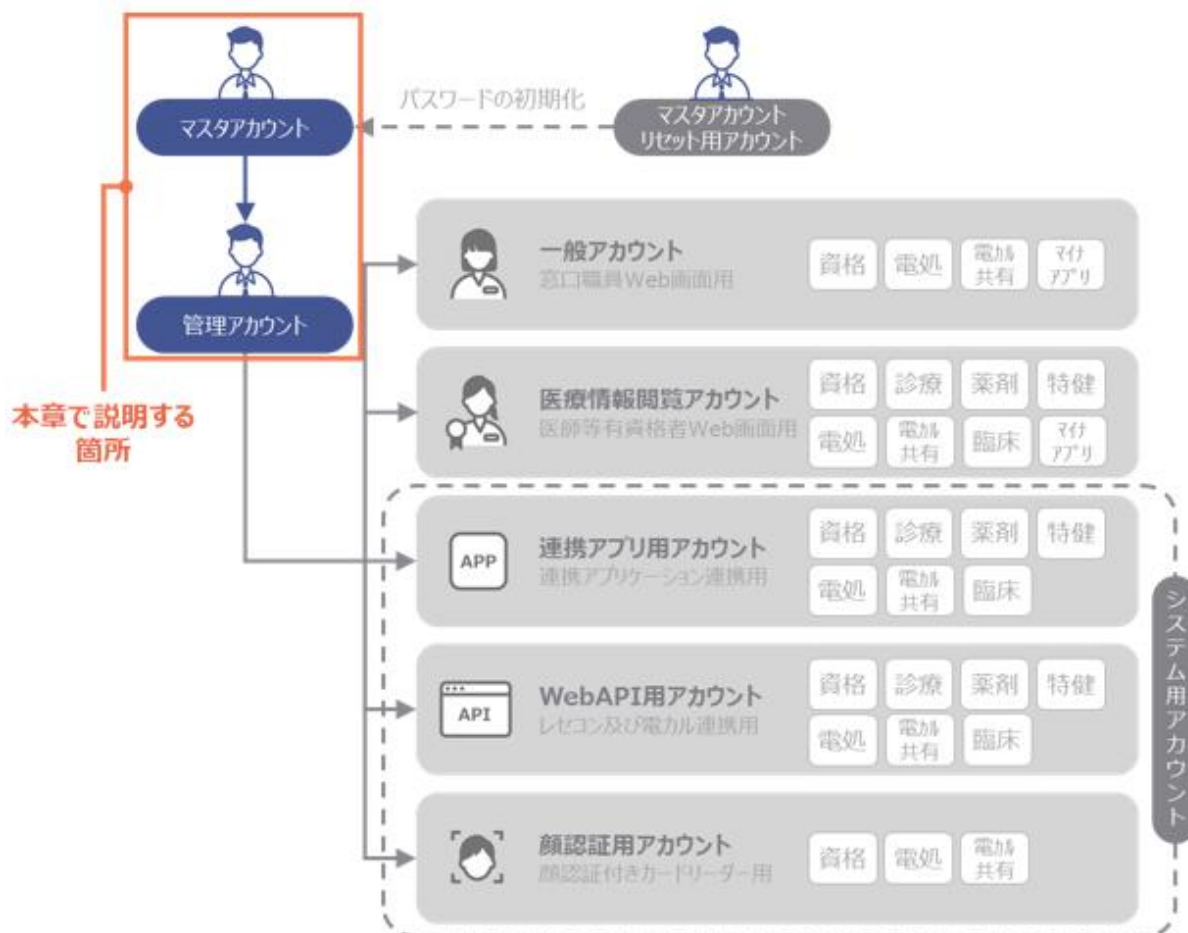 マスタアカウント
パスワードの初期化
マスタアカウント
リセット用アカウント
管理アカウント
本章で説明する
箇所
一般アカウント
窓口職員Web画面用
資格
電処
電ｶﾙ
共有
ﾏｲﾅ
ｱﾌﾟﾘ
医療情報閲覧アカウント
医師等有資格者Web画面用
資格
診療
薬剤
特健
電処
電ｶﾙ
共有
臨床
ﾏｲﾅ
ｱﾌﾟﾘ
APP
連携アプリ用アカウント
連携アプリケーション連携用
資格
診療
薬剤
特健
電処
電ｶﾙ
共有
臨床
API
WebAPI用アカウント
レセコン及び電カル連携用
資格
診療
薬剤
特健
電処
電ｶﾙ
共有
臨床
顔認証用アカウント
顔認証付きカードリーダー用
資格
電処
電ｶﾙ
共有
システム用アカウント